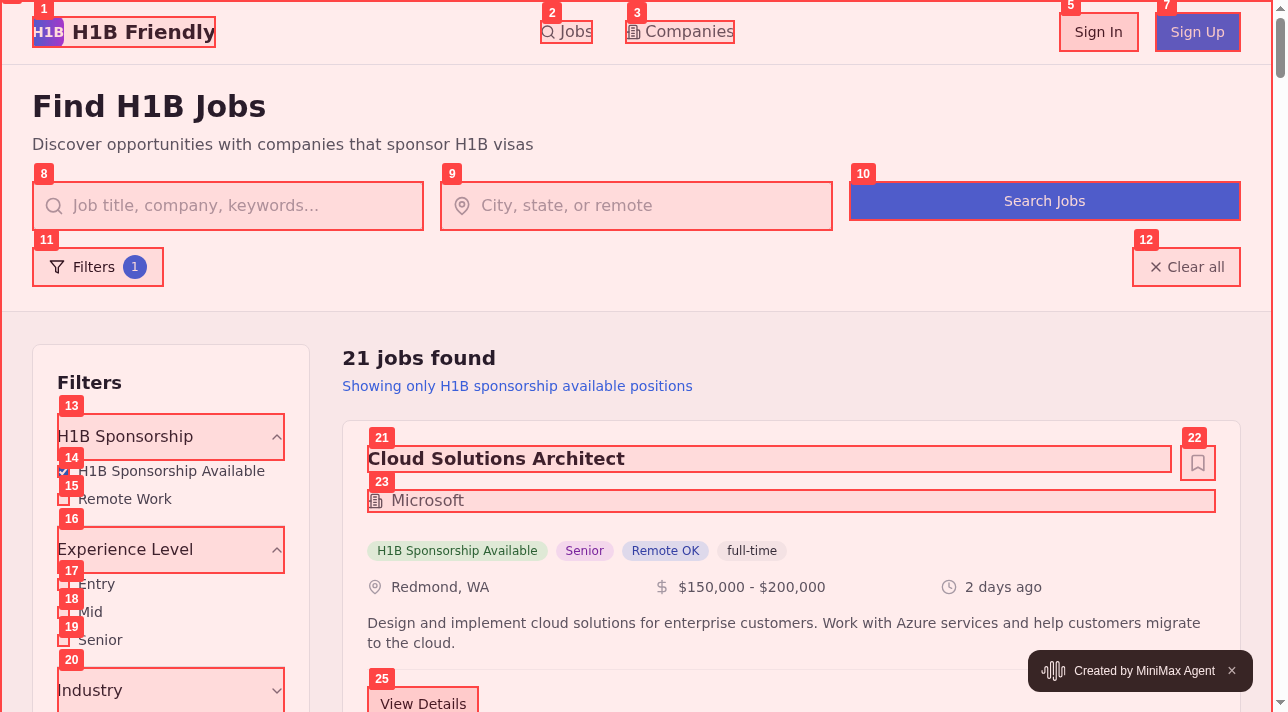 1
2
3
5
7
H1B H1B Friendly
Jobs
Companies
Sign In
Sign Up
Find H1B Jobs
Discover opportunities with companies that sponsor H1B visas
8
9
10
Job title, company, keywords...
City, state, or remote
Search Jobs
11
12
Filters 1
Clear all
Filters
13
H1B Sponsorship
14
H1B Sponsorship Available
15
Remote Work
16
Experience Level
17
Entry
18
Mid
19
Senior
20
Industry
21 jobs found
Showing only H1B sponsorship available positions
21
22
Cloud Solutions Architect
23
Microsoft
H1B Sponsorship Available
Senior
Remote OK
full-time
Redmond, WA
$150,000 - $200,000
2 days ago
Design and implement cloud solutions for enterprise customers. Work with Azure services and help customers migrate
to the cloud.
25
View Details
Created by MiniMax Agent ×